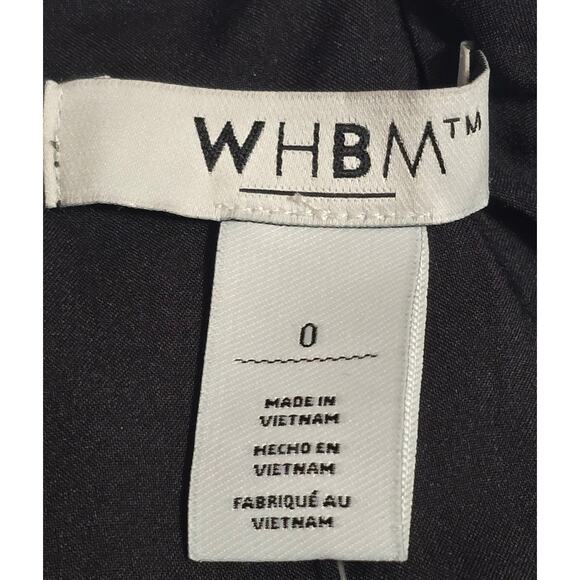 WHBM™
0
MADE IN
VIETNAM
HECHO EN
VIETNAM
FABRIQUÉ AU
VIETNAM